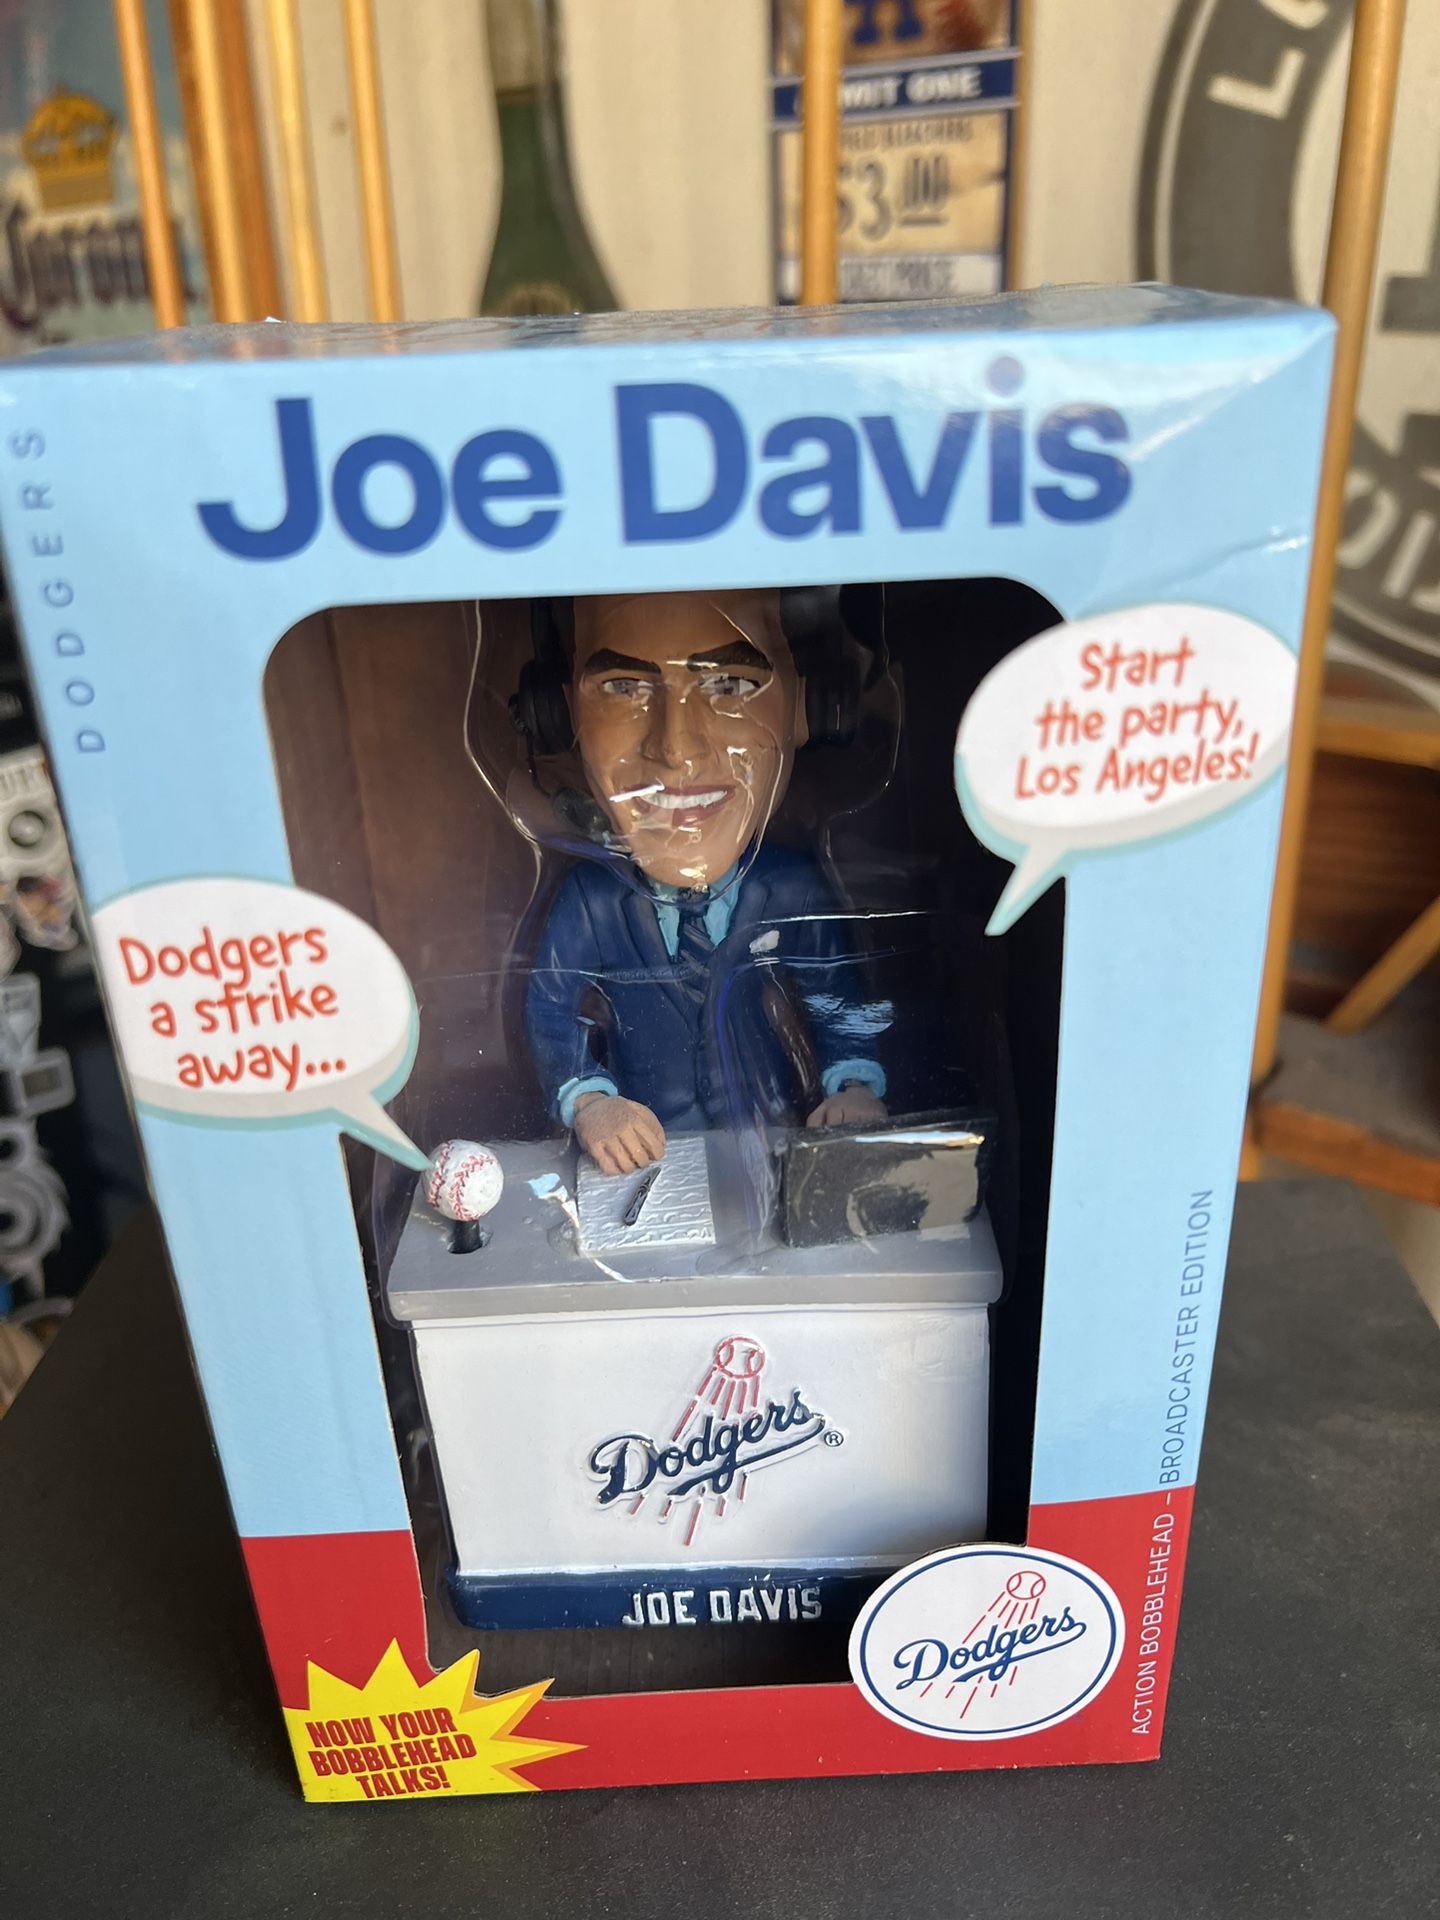 Corona
ADMIT ONE
$3.00
Joe Davis
DODGERS
Start
the party,
Los Angeles!
Dodgers
a strike
away...
Dodgers®
JOE DAVIS
Dodgers
NOW YOUR
BOBBLEHEAD
TALKS!
ACTION BOBBLEHEAD – BROADCASTER EDITION